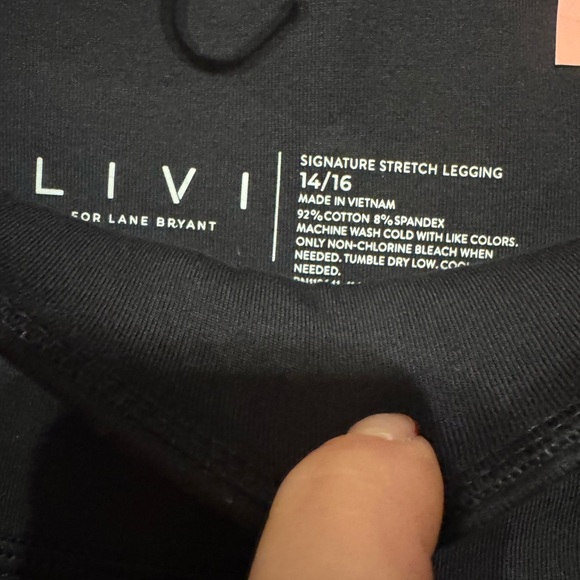 LIVI
FOR LANE BRYANT
SIGNATURE STRETCH LEGGING
14/16
MADE IN VIETNAM
92% COTTON 8% SPANDEX
MACHINE WASH COLD WITH LIKE COLORS.
ONLY NON-CHLORINE BLEACH WHEN
NEEDED. TUMBLE DRY LOW.
NEEDED.